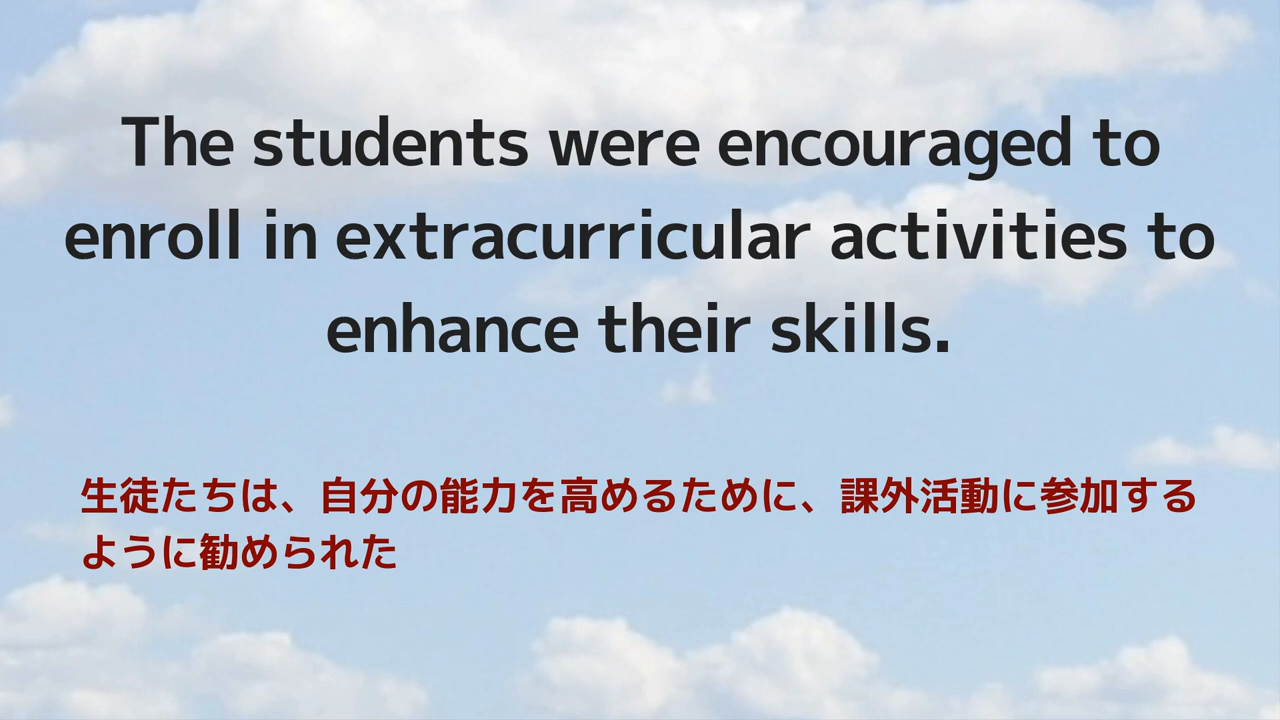 The students were encouraged to
enroll in extracurricular activities to
enhance their skills.
生徒たちは、自分の能力を高めるために、課外活動に参加する
ように勧められた